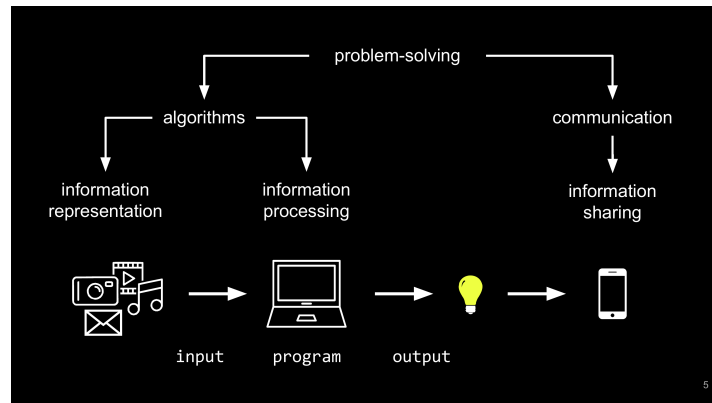 problem-solving
algorithms
communication
information
representation
information
processing
information
sharing
input
program
output
5